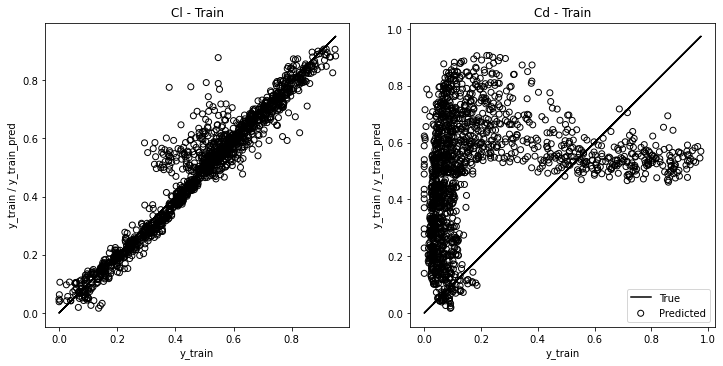 Cl - Train
Cd - Train
y_train / y_train_pred
0.8
0.6
0.4
0.2
0.0
0.0 0.2 0.4 0.6 0.8
y_train
y_train / y_train_pred
1.0
0.8
0.6
0.4
0.2
0.0
0.0 0.2 0.4 0.6 0.8 1.0
y_train
True
Predicted